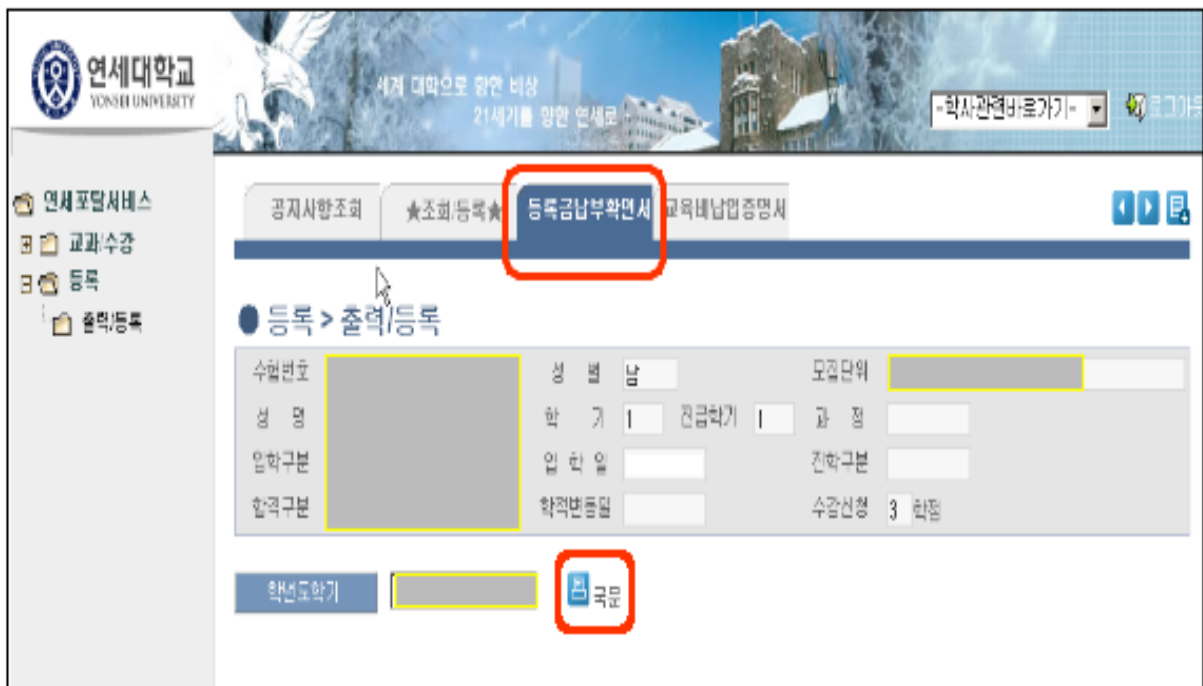 연세대학교
YONSEI UNIVERSITY
세계 대학으로 향한 비상
21세기를 향한 연세로
-학사관련바로가기-
로그아웃
연세포탈서비스
교과/수강
등록
출력/등록
공지사항조회
★조회/등록★
등록금납부확인서
교육비납입증명서
등록 > 출력/등록
수험번호 성 별 남 모집단위
성 명 학 기 1 진급학기 1 과 정
입학구분 입 학 일 진학구분
합격구분 학적변동일 수강신청 3 학점
학년도학기 국문